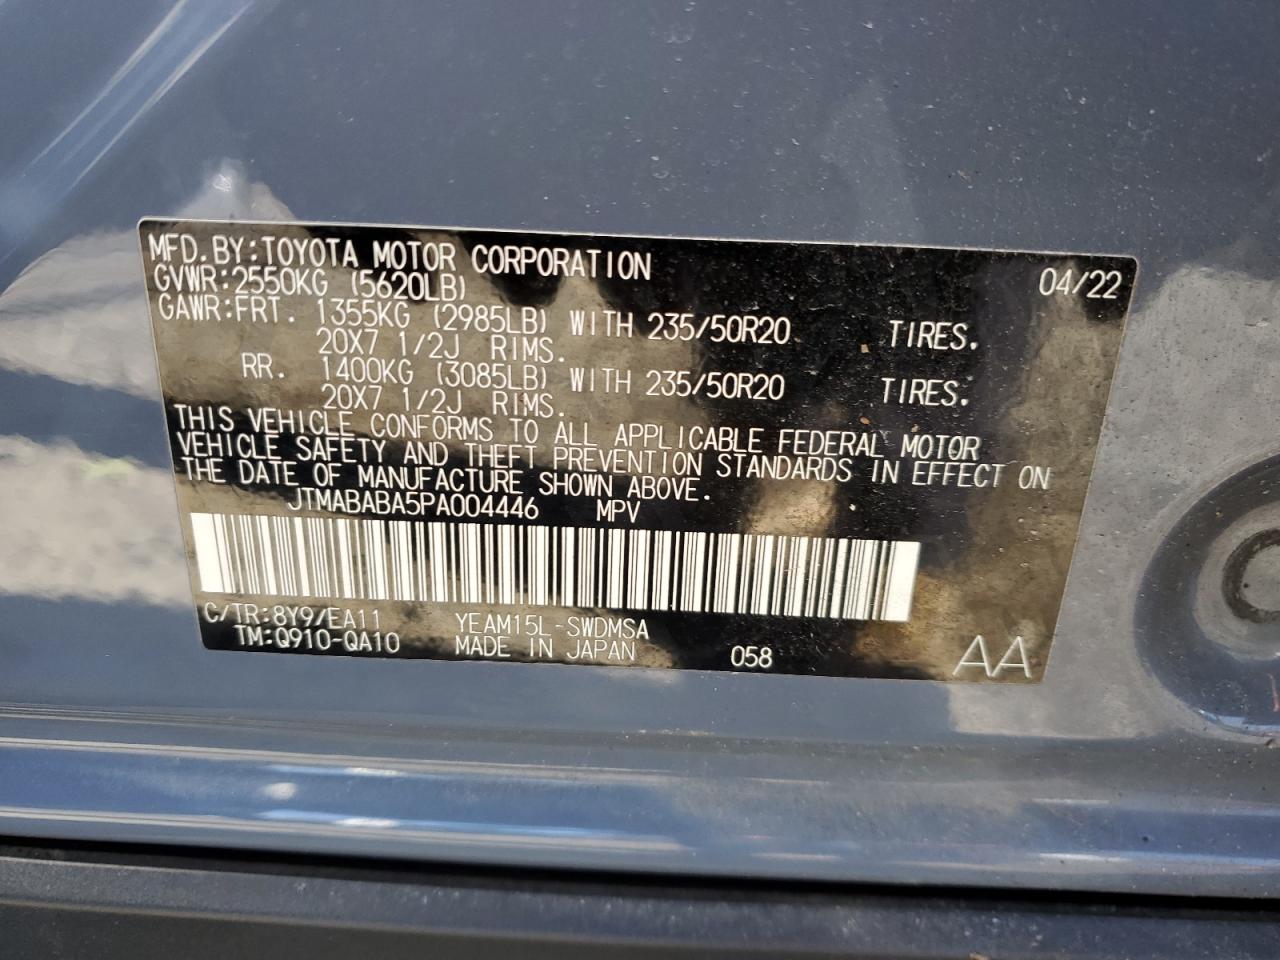 MFD.BY:TOYOTA MOTOR CORPORATION 04/22
GVWR:2550KG (5620LB)
GAWR:FRT. 1355KG (2985LB) WITH 235/50R20 TIRES.
20X7 1/2J RIMS.
RR. 1400KG (3085LB) WITH 235/50R20 TIRES.
20X7 1/2J RIMS.
THIS VEHICLE CONFORMS TO ALL APPLICABLE FEDERAL MOTOR
VEHICLE SAFETY AND THEFT PREVENTION STANDARDS IN EFFECT ON
THE DATE OF MANUFACTURE SHOWN ABOVE.
JTMABABA5PA004446 MPV
C/TR:8Y9/EA11 YEAM15L-SWDMSA
TM:Q910-QA10 MADE IN JAPAN 058 AA